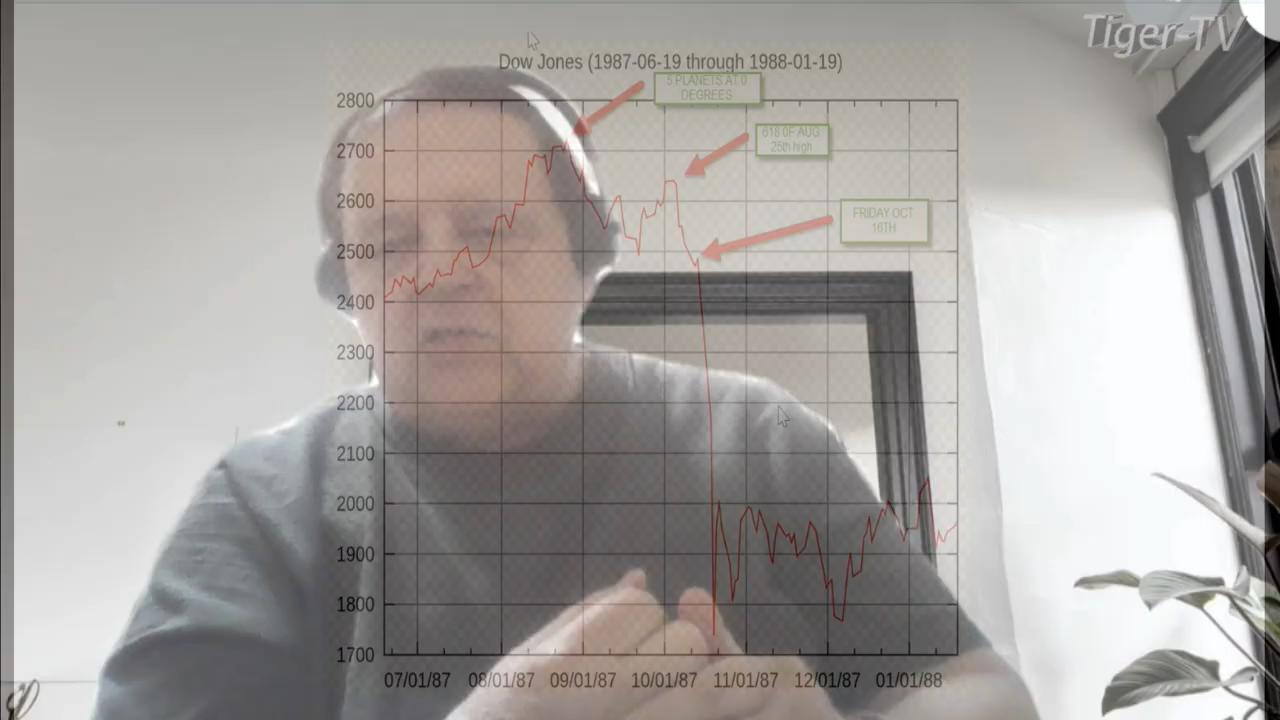 Tiger-TV
Dow Jones (1987-06-19 through 1988-01-19)
5 PLANETS AT 0
DEGREES
618 0F AUG
25th high
FRIDAY OCT
16TH
2800
2700
2600
2500
2400
2300
2200
2100
2000
1900
1800
1700
07/01/87 08/01/87 09/01/87 10/01/87 11/01/87 12/01/87 01/01/88